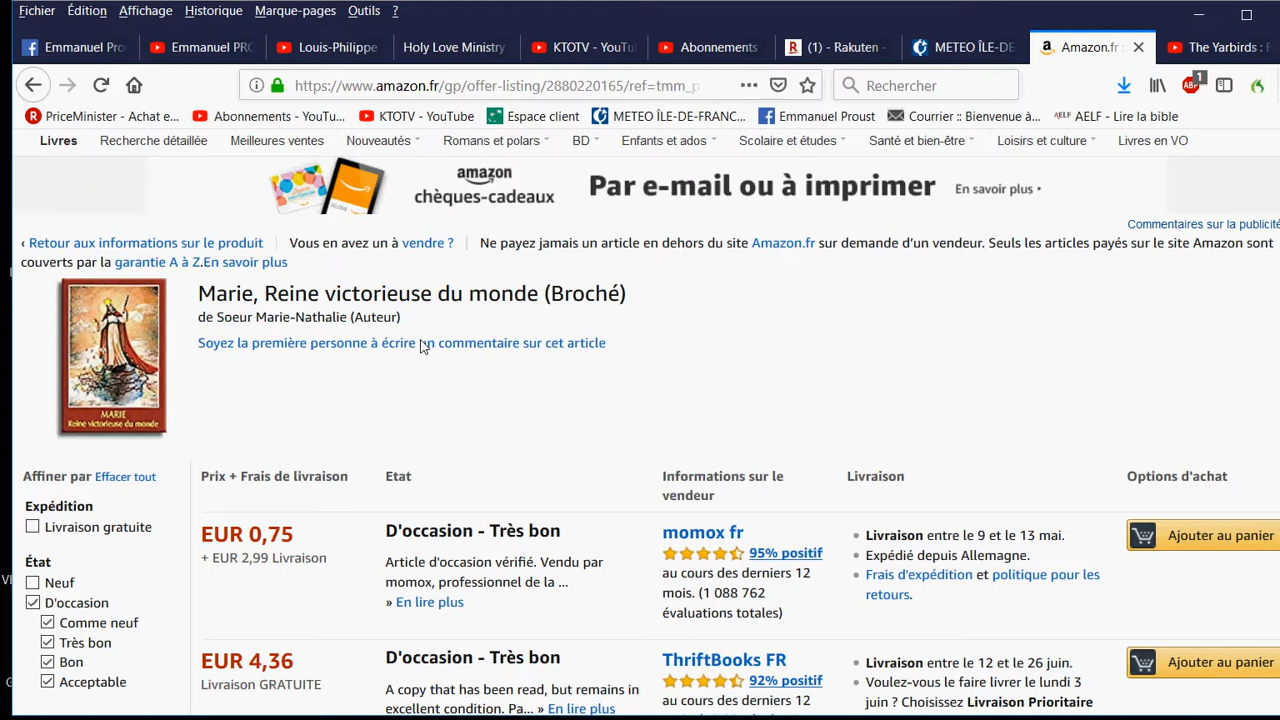 Fichier Édition Affichage Historique Marque-pages Outils ?
Emmanuel Pro Emmanuel PRO Louis-Philippe Holy Love Ministry KTOTV - YouTu Abonnements (1) - Rakuten - METEO ÎLE-DE Amazon.fr : The Yarbirds :
https://www.amazon.fr/gp/offer-listing/2880220165/ref=tmm_p Rechercher 1
PriceMinister - Achat e... Abonnements - YouTu... KTOTV - YouTube Espace client METEO ÎLE-DE-FRANC... Emmanuel Proust Courrier :: Bienvenue à... AELF - Lire la bible
Livres Recherche détaillée Meilleures ventes Nouveautés Romans et polars BD Enfants et ados Scolaire et études Santé et bien-être Loisirs et culture Livres en VO
amazon
chèques-cadeaux
Par e-mail ou à imprimer En savoir plus
Commentaires sur la publicité
‹ Retour aux informations sur le produit | Vous en avez un à vendre ? | Ne payez jamais un article en dehors du site Amazon.fr sur demande d'un vendeur. Seuls les articles payés sur le site Amazon sont
couverts par la garantie A à Z.En savoir plus
Marie, Reine victorieuse du monde (Broché)
de Soeur Marie-Nathalie (Auteur)
Soyez la première personne à écrire un commentaire sur cet article
MARIE
Reine victorieuse du monde
Affiner par Effacer tout
Expédition
Livraison gratuite
État
Neuf
D'occasion
Comme neuf
Très bon
Bon
Acceptable
Prix + Frais de livraison Etat Informations sur le vendeur Livraison Options d'achat
EUR 0,75
+ EUR 2,99 Livraison
D'occasion - Très bon
Article d'occasion vérifié. Vendu par
momox, professionnel de la ...
» En lire plus
momox fr
95% positif
au cours des derniers 12
mois. (1 088 762
évaluations totales)
Livraison entre le 9 et le 13 mai.
Expédié depuis Allemagne.
Frais d'expédition et politique pour les
retours.
Ajouter au panier
EUR 4,36
Livraison GRATUITE
D'occasion - Très bon
A copy that has been read, but remains in
excellent condition. Pa... » En lire plus
ThriftBooks FR
92% positif
au cours des derniers 12
Livraison entre le 12 et le 26 juin.
Voulez-vous le faire livrer le lundi 3
juin ? Choisissez Livraison Prioritaire
Ajouter au panier